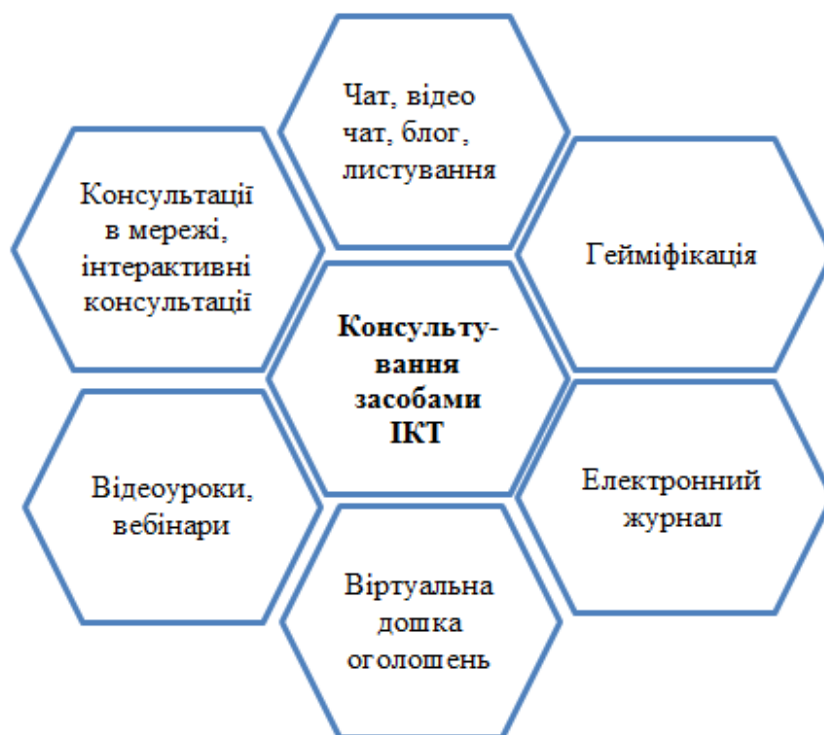 Чат, відео
чат, блог,
листування
Консультації
в мережі,
інтерактивні
консультації
Гейміфікація
Консульту-
вання
засобами
ІКТ
Відеоуроки,
вебінари
Електронний
журнал
Віртуальна
дошка
оголошень